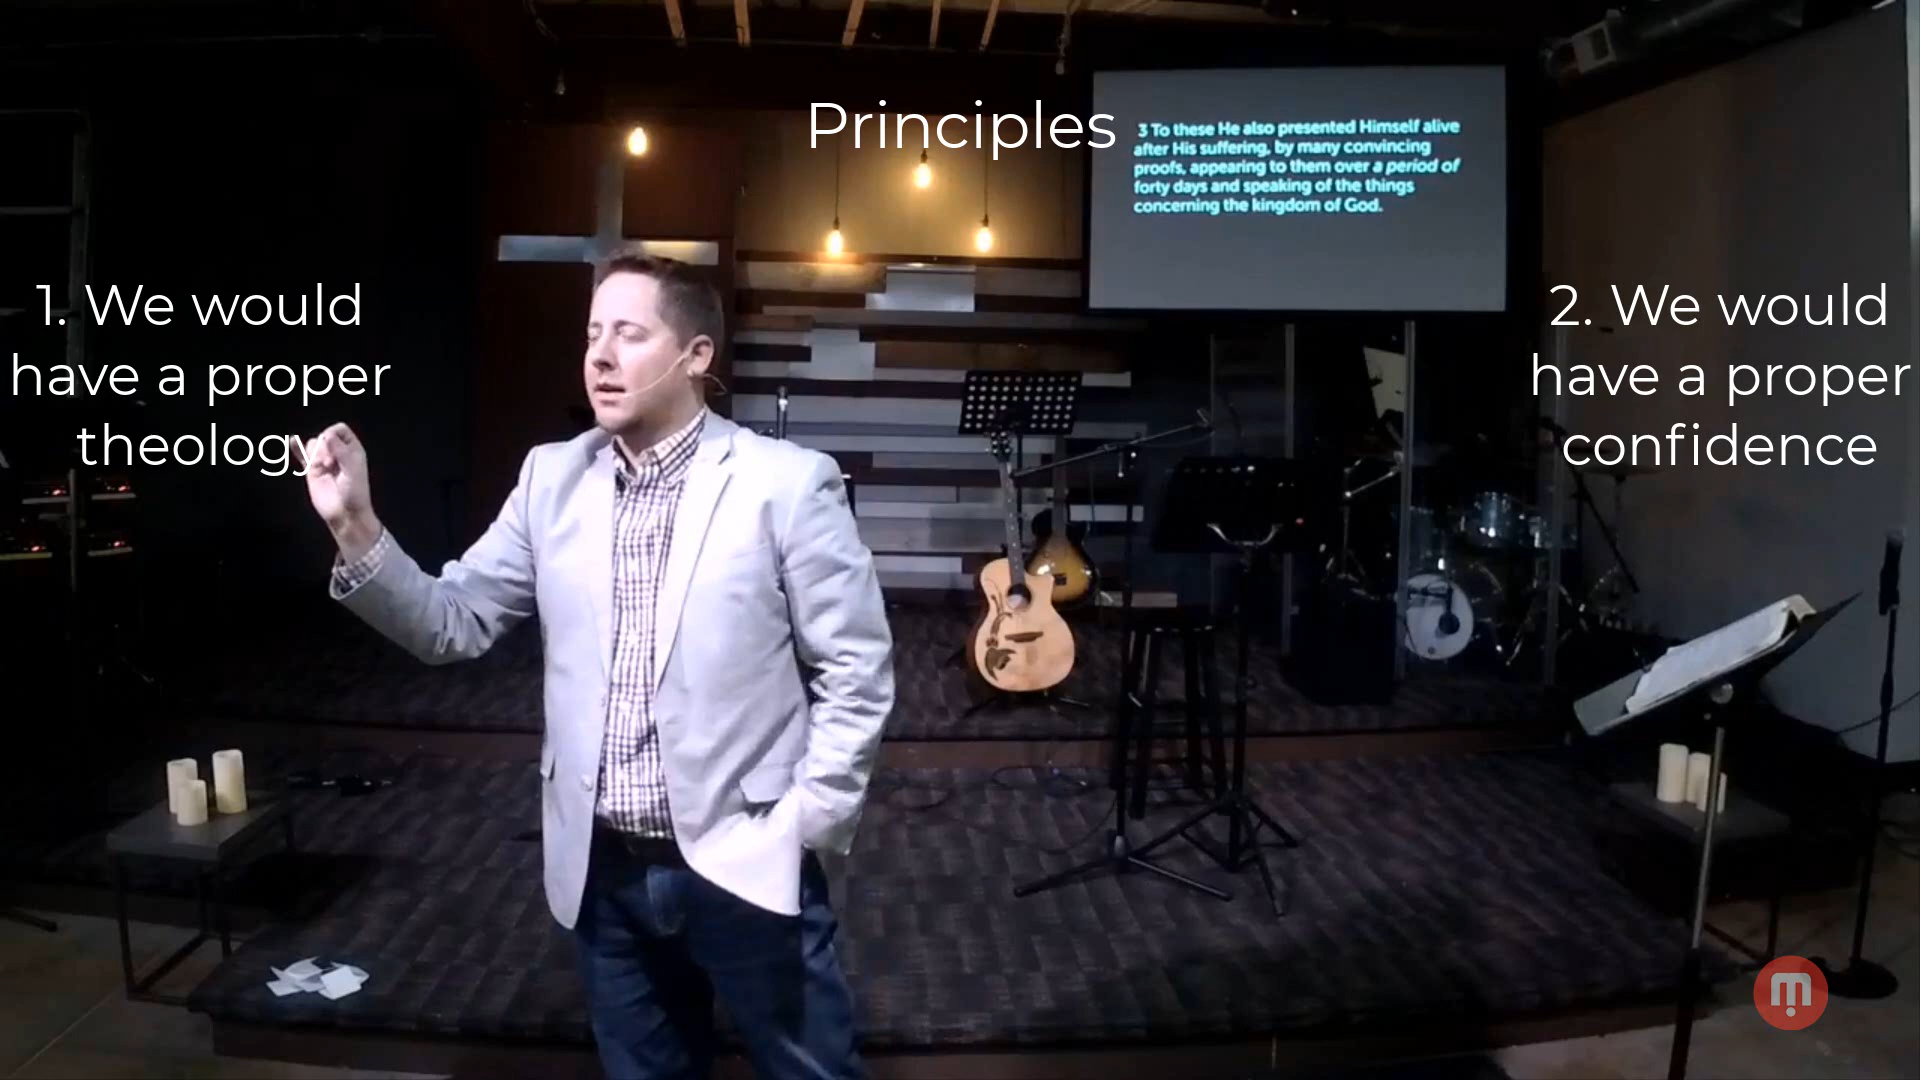 Principles
3 To these He also presented Himself alive
after His suffering, by many convincing
proofs, appearing to them over a period of
forty days and speaking of the things
concerning the kingdom of God.
1. We would
have a proper
theology
2. We would
have a proper
confidence
m